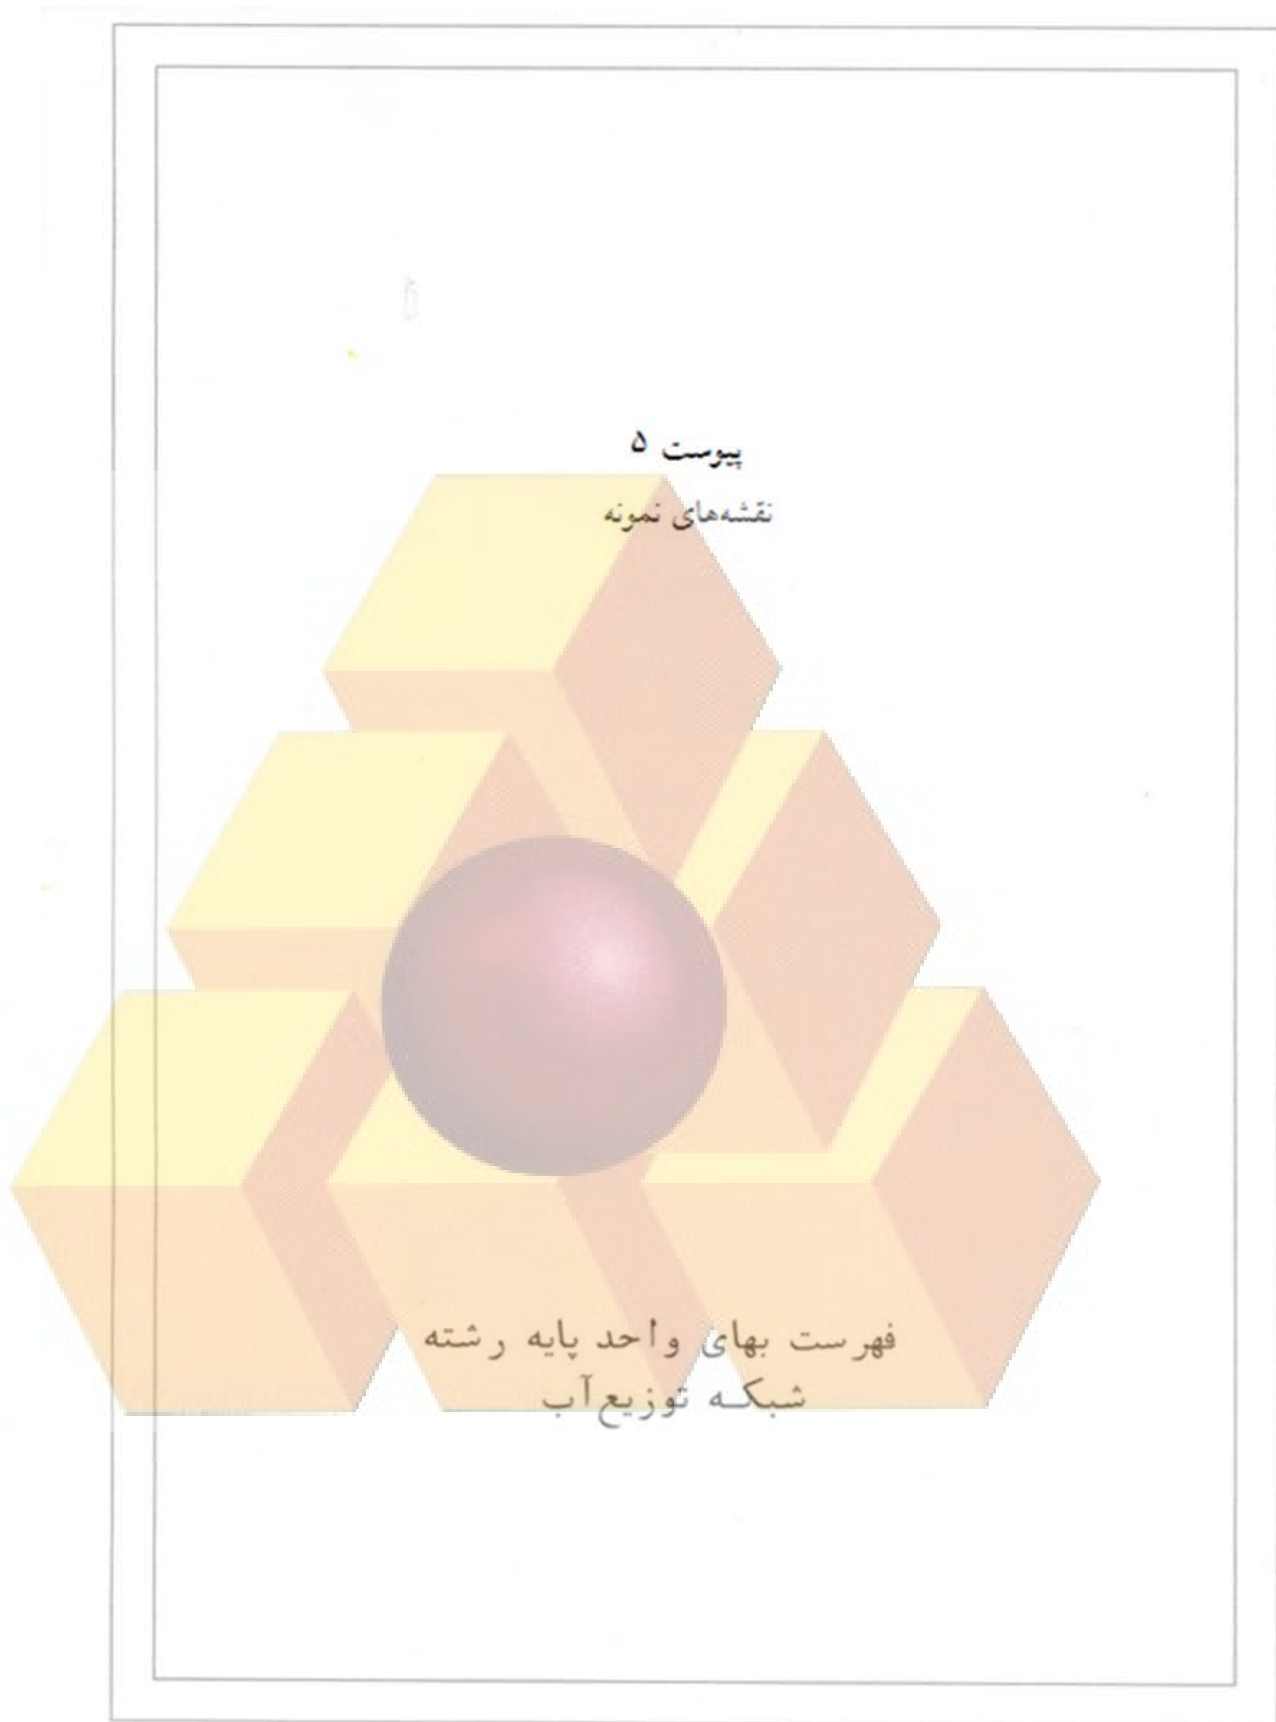 پیوست ۵
نقشه‌های نمونه
فهرست بهای واحد پایه رشته
شبکه توزیع آب